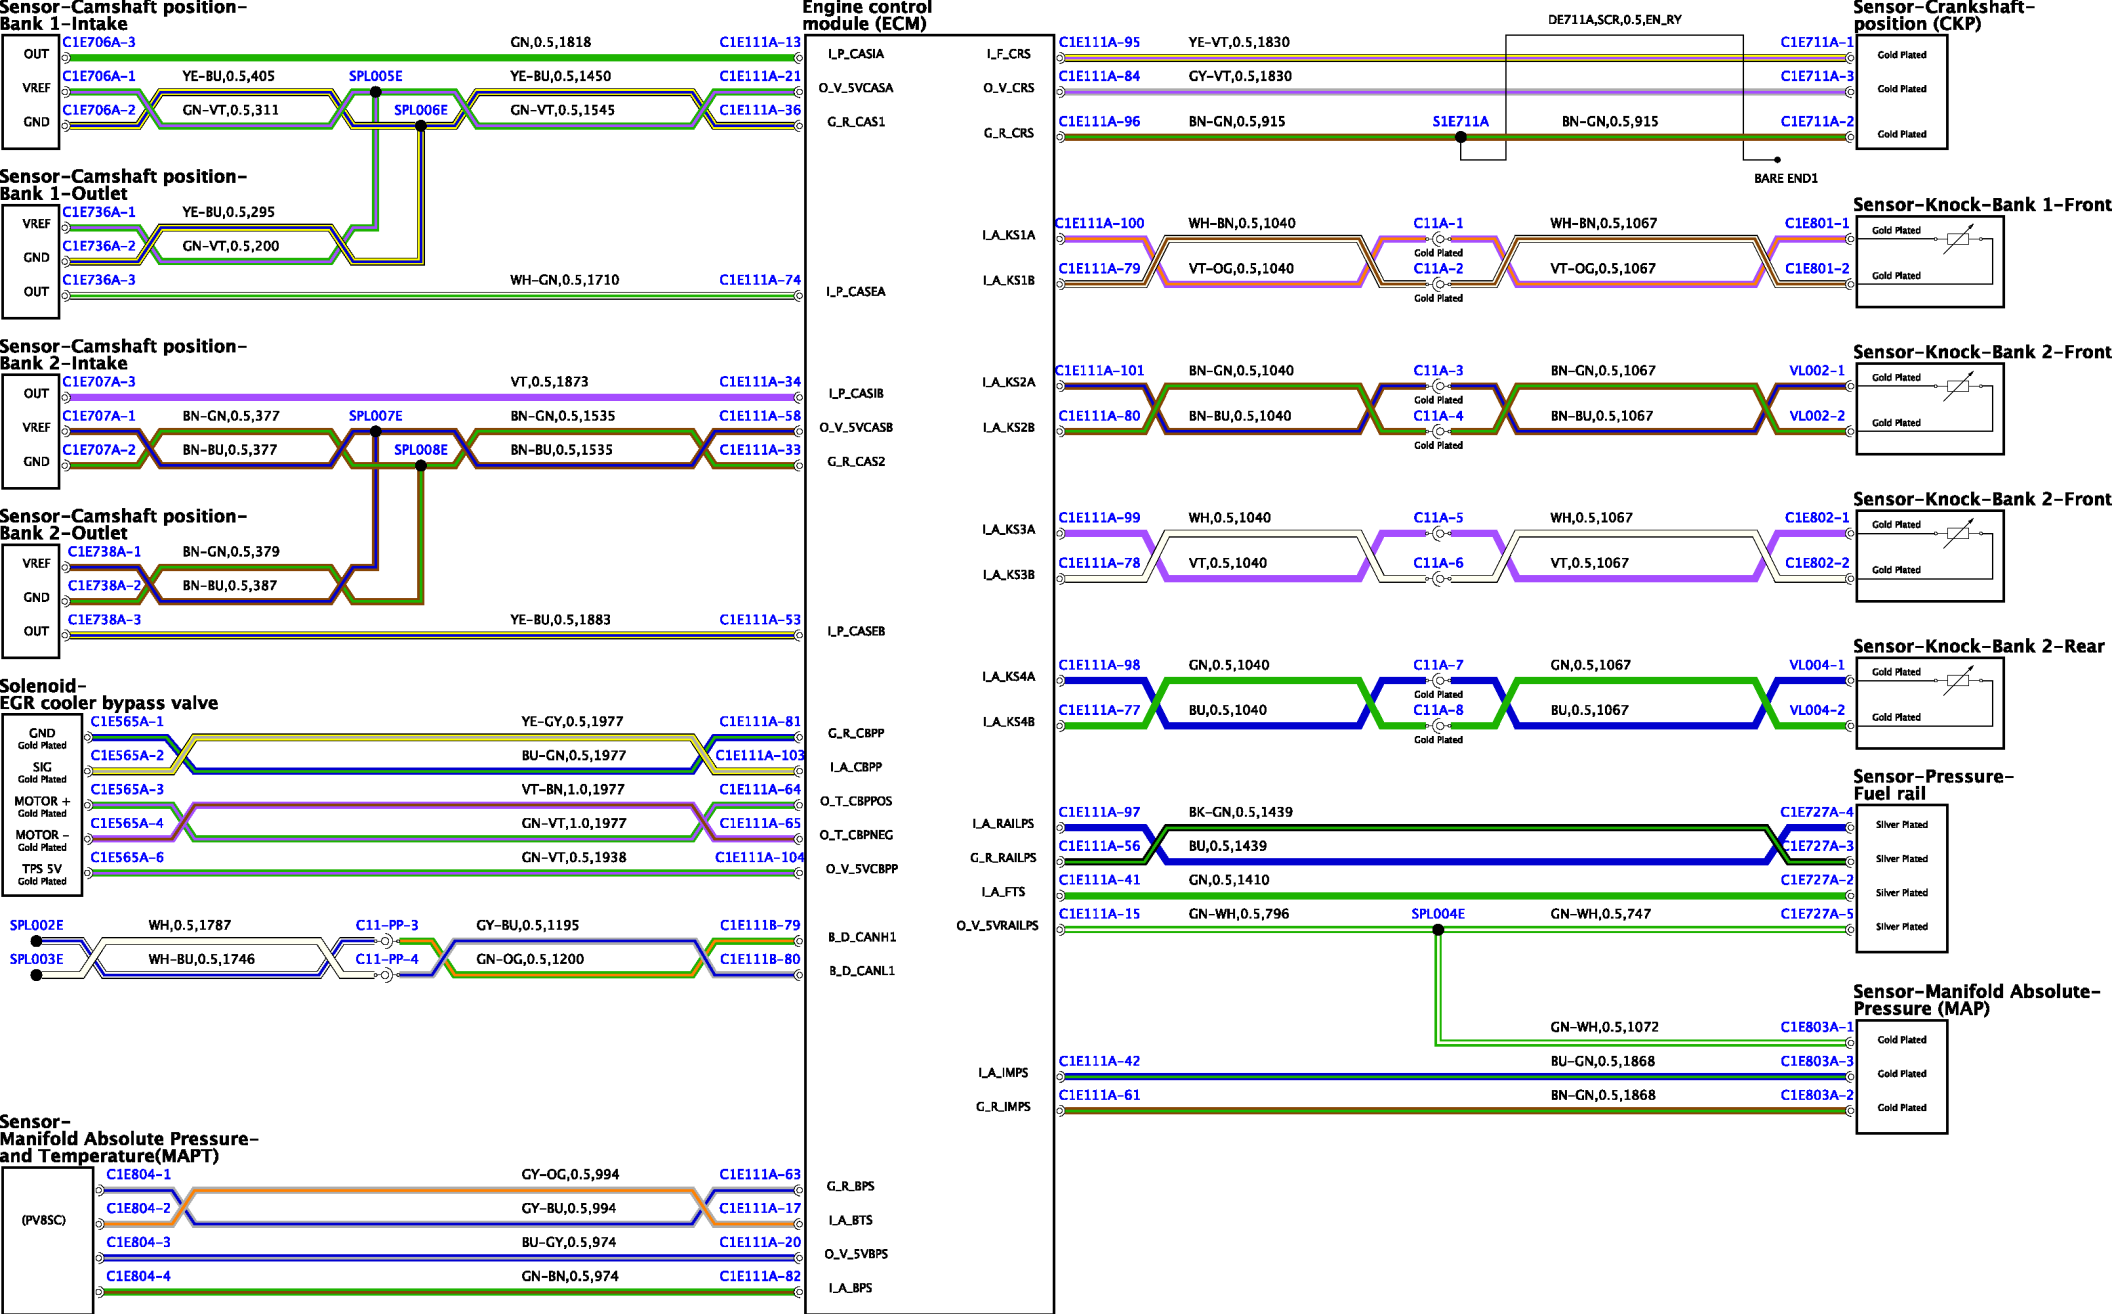 Sensor-Camshaft position-
Bank 1-Intake
OUT
C1E706A-3
GN,0.5,1818
C1E111A-13
I_P_CASIA
VREF
C1E706A-1
YE-BU,0.5,405
SPL005E
YE-BU,0.5,1450
C1E111A-21
O_V_5VCASA
GND
C1E706A-2
GN-VT,0.5,311
SPL006E
GN-VT,0.5,1545
C1E111A-36
G_R_CAS1
Sensor-Camshaft position-
Bank 1-Outlet
VREF
C1E736A-1
YE-BU,0.5,295
GND
C1E736A-2
GN-VT,0.5,200
OUT
C1E736A-3
WH-GN,0.5,1710
C1E111A-74
I_P_CASEA
Sensor-Camshaft position-
Bank 2-Intake
OUT
C1E707A-3
VT,0.5,1873
C1E111A-34
I_P_CASIB
VREF
C1E707A-1
BN-GN,0.5,377
SPL007E
BN-GN,0.5,1535
C1E111A-58
O_V_5VCASB
GND
C1E707A-2
BN-BU,0.5,377
SPL008E
BN-BU,0.5,1535
C1E111A-33
G_R_CAS2
Sensor-Camshaft position-
Bank 2-Outlet
VREF
C1E738A-1
BN-GN,0.5,379
GND
C1E738A-2
BN-BU,0.5,387
OUT
C1E738A-3
YE-BU,0.5,1883
C1E111A-53
I_P_CASEB
Solenoid-
EGR cooler bypass valve
GND
Gold Plated
C1E565A-1
YE-GY,0.5,1977
C1E111A-81
G_R_CBPP
SIG
Gold Plated
C1E565A-2
BU-GN,0.5,1977
C1E111A-103
I_A_CBPP
MOTOR +
Gold Plated
C1E565A-3
VT-BN,1.0,1977
C1E111A-64
O_T_CBPPOS
MOTOR -
Gold Plated
C1E565A-4
GN-VT,1.0,1977
C1E111A-65
O_T_CBPNEG
TPS 5V
Gold Plated
C1E565A-6
GN-VT,0.5,1938
C1E111A-104
O_V_5VCBPP
SPL002E
WH,0.5,1787
C11-PP-3
GY-BU,0.5,1195
C1E111B-79
B_D_CANH1
SPL003E
WH-BU,0.5,1746
C11-PP-4
GN-OG,0.5,1200
C1E111B-80
B_D_CANL1
Sensor-
Manifold Absolute Pressure-
and Temperature(MAPT)
(PV8SC)
C1E804-1
GY-OG,0.5,994
C1E111A-63
G_R_BPS
C1E804-2
GY-BU,0.5,994
C1E111A-17
I_A_BTS
C1E804-3
BU-GY,0.5,974
C1E111A-20
O_V_5VBPS
C1E804-4
GN-BN,0.5,974
C1E111A-82
I_A_BPS
Engine control
module (ECM)
DE711A,SCR,0.5,EN_RY
Sensor-Crankshaft-
position (CKP)
I_F_CRS
C1E111A-95
YE-VT,0.5,1830
C1E711A-1
Gold Plated
O_V_CRS
C1E111A-84
GY-VT,0.5,1830
C1E711A-3
Gold Plated
G_R_CRS
C1E111A-96
BN-GN,0.5,915
S1E711A
BN-GN,0.5,915
C1E711A-2
Gold Plated
BARE END1
Sensor-Knock-Bank 1-Front
I_A_KS1A
C1E111A-100
WH-BN,0.5,1040
C11A-1
Gold Plated
WH-BN,0.5,1067
C1E801-1
Gold Plated
I_A_KS1B
C1E111A-79
VT-OG,0.5,1040
C11A-2
Gold Plated
VT-OG,0.5,1067
C1E801-2
Gold Plated
Sensor-Knock-Bank 2-Front
I_A_KS2A
C1E111A-101
BN-GN,0.5,1040
C11A-3
Gold Plated
BN-GN,0.5,1067
VL002-1
Gold Plated
I_A_KS2B
C1E111A-80
BN-BU,0.5,1040
C11A-4
Gold Plated
BN-BU,0.5,1067
VL002-2
Gold Plated
Sensor-Knock-Bank 2-Front
I_A_KS3A
C1E111A-99
WH,0.5,1040
C11A-5
WH,0.5,1067
C1E802-1
Gold Plated
I_A_KS3B
C1E111A-78
VT,0.5,1040
C11A-6
VT,0.5,1067
C1E802-2
Gold Plated
Sensor-Knock-Bank 2-Rear
I_A_KS4A
C1E111A-98
GN,0.5,1040
C11A-7
Gold Plated
GN,0.5,1067
VL004-1
Gold Plated
I_A_KS4B
C1E111A-77
BU,0.5,1040
C11A-8
Gold Plated
BU,0.5,1067
VL004-2
Gold Plated
Sensor-Pressure-
Fuel rail
I_A_RAILPS
C1E111A-97
BK-GN,0.5,1439
C1E727A-4
Silver Plated
G_R_RAILPS
C1E111A-56
BU,0.5,1439
C1E727A-3
Silver Plated
I_A_FTS
C1E111A-41
GN,0.5,1410
C1E727A-2
Silver Plated
O_V_5VRAILPS
C1E111A-15
GN-WH,0.5,796
SPL004E
GN-WH,0.5,747
C1E727A-5
Silver Plated
Sensor-Manifold Absolute-
Pressure (MAP)
GN-WH,0.5,1072
C1E803A-1
Gold Plated
I_A_IMPS
C1E111A-42
BU-GN,0.5,1868
C1E803A-3
Gold Plated
G_R_IMPS
C1E111A-61
BN-GN,0.5,1868
C1E803A-2
Gold Plated